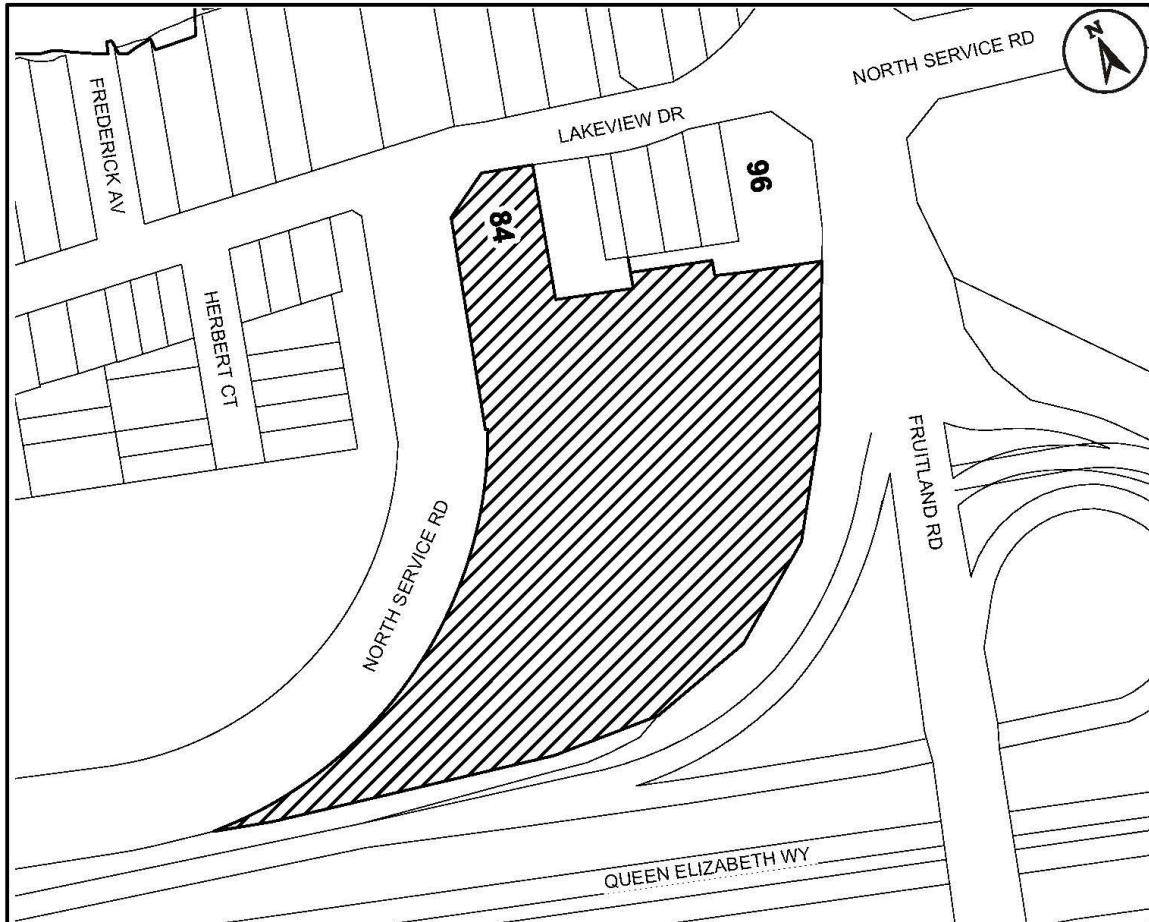 N
NORTH SERVICE RD
LAKEVIEW DR
FREDERICK AV
96
84
HERBERT CT
FRUITLAND RD
NORTH SERVICE RD
QUEEN ELIZABETH WY